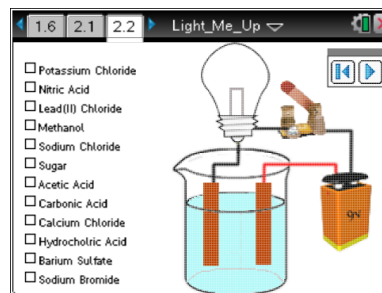 1.6 2.1 2.2 Light_Me_Up
Potassium Chloride
Nitric Acid
Lead(II) Chloride
Methanol
Sodium Chloride
Sugar
Acetic Acid
Carbonic Acid
Calcium Chloride
Hydrocholric Acid
Barium Sulfate
Sodium Bromide
9V